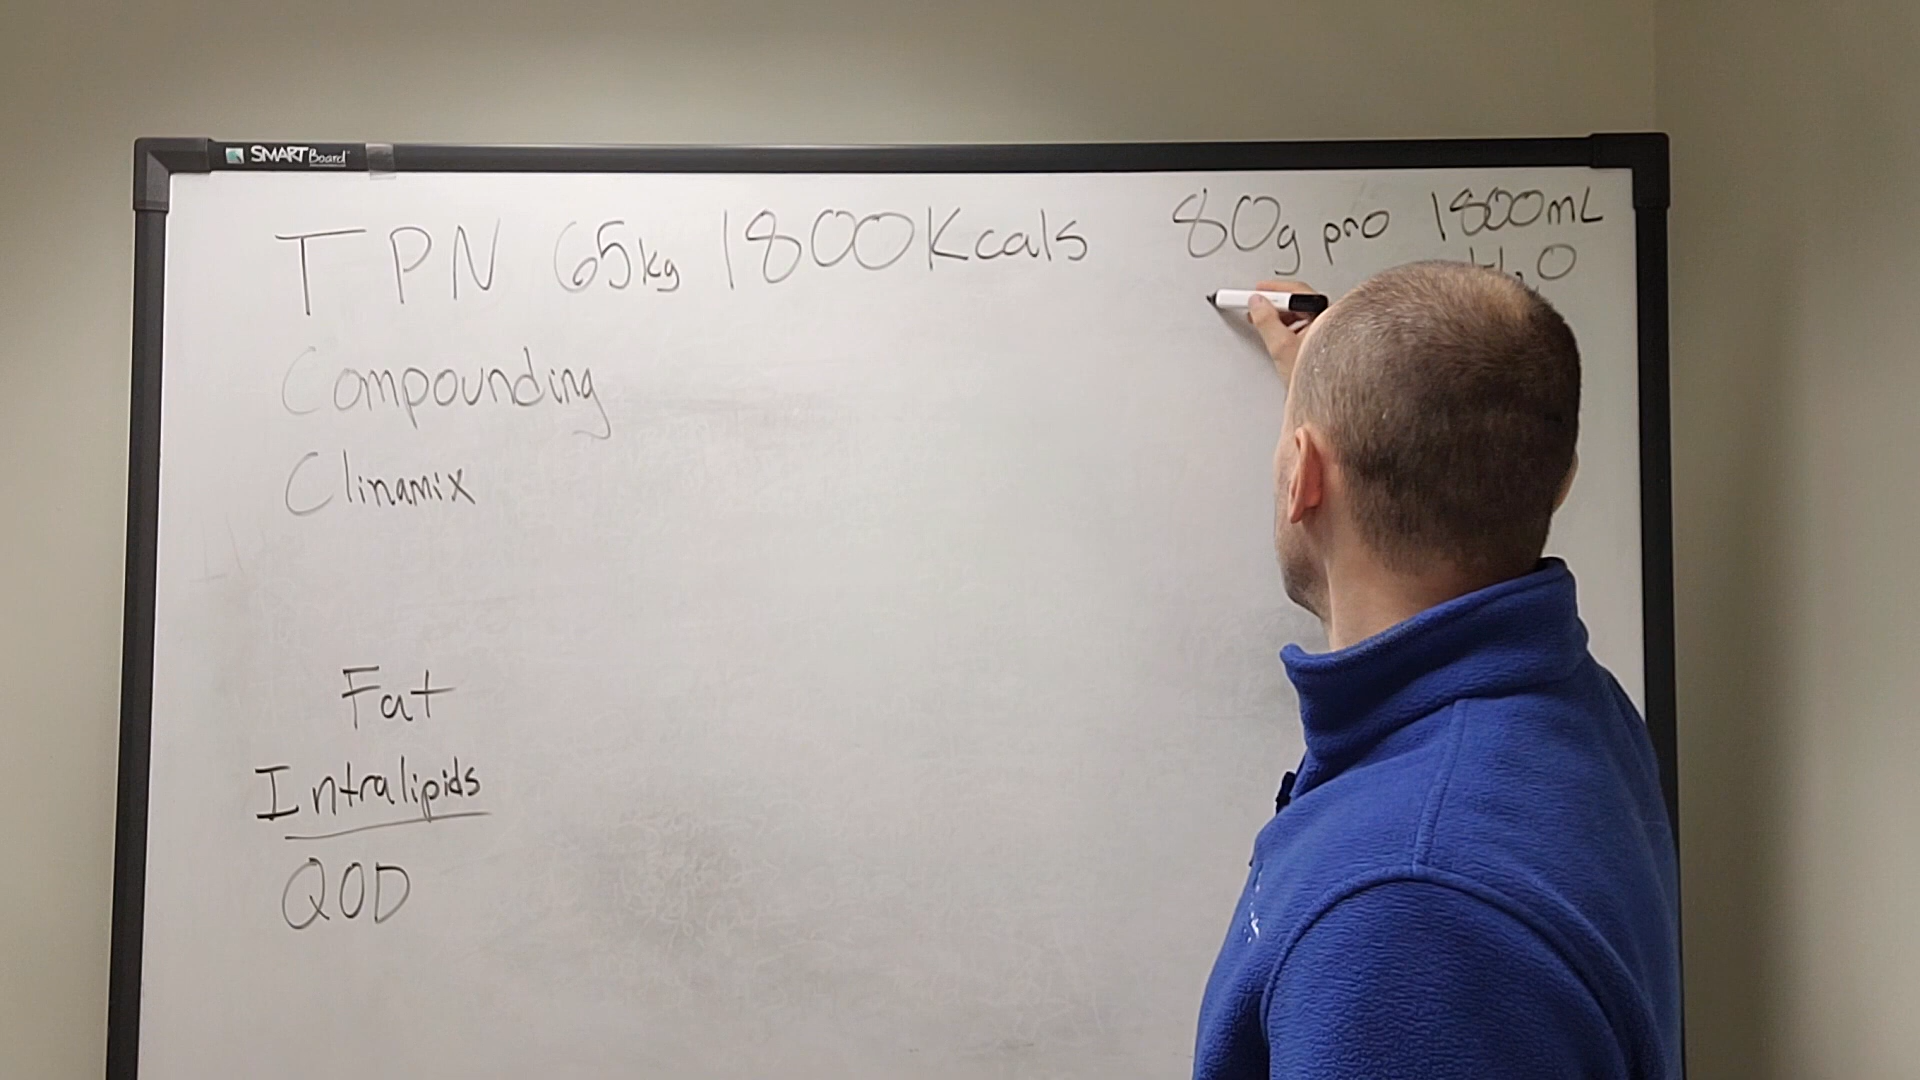 SMART Board
TPN 65kg 1800Kcals 80g pro 1800mL
H2O
Compounding
Clinamix
Fat
Intralipids
QOD